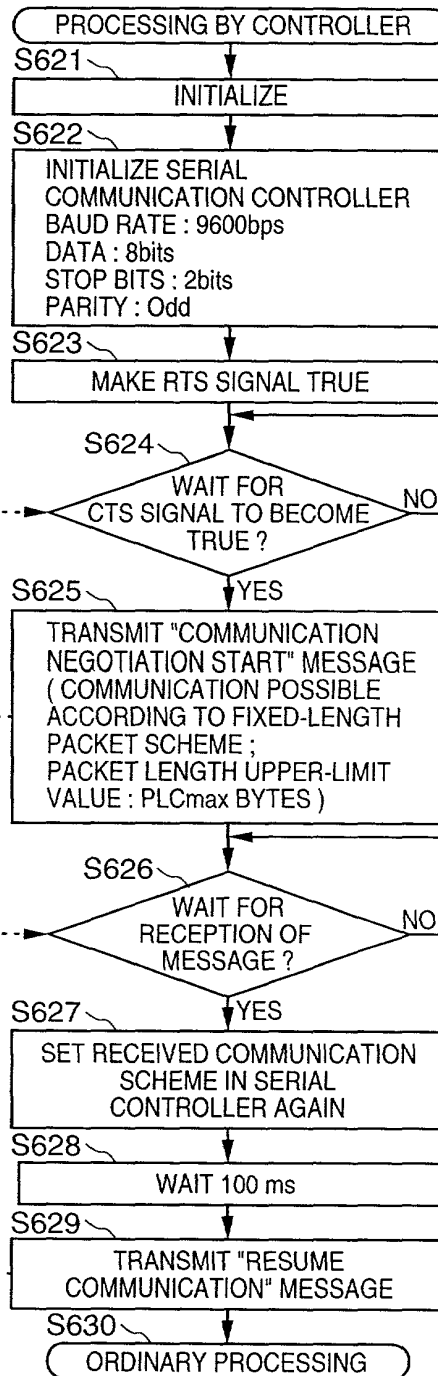 PROCESSING BY CONTROLLER
S621
INITIALIZE
S622
INITIALIZE SERIAL
COMMUNICATION CONTROLLER
BAUD RATE : 9600bps
DATA : 8bits
STOP BITS : 2bits
PARITY : Odd
S623
MAKE RTS SIGNAL TRUE
S624
WAIT FOR
CTS SIGNAL TO BECOME
TRUE ?
NO
YES
S625
TRANSMIT "COMMUNICATION
NEGOTIATION START" MESSAGE
( COMMUNICATION POSSIBLE
ACCORDING TO FIXED-LENGTH
PACKET SCHEME ;
PACKET LENGTH UPPER-LIMIT
VALUE : PLCmax BYTES )
S626
WAIT FOR
RECEPTION OF
MESSAGE ?
NO
YES
S627
SET RECEIVED COMMUNICATION
SCHEME IN SERIAL
CONTROLLER AGAIN
S628
WAIT 100 ms
S629
TRANSMIT "RESUME
COMMUNICATION" MESSAGE
S630
ORDINARY PROCESSING